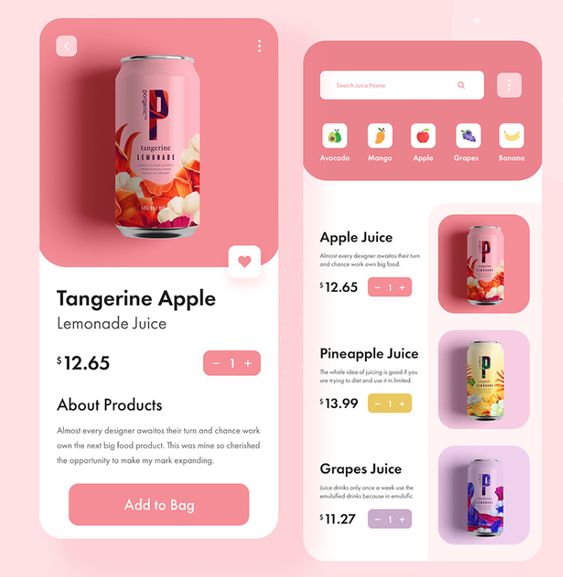 P
porganic
tangerine
LEMONADE
Tangerine Apple
Lemonade Juice
$12.65
− 1 +
About Products
Almost every designer awaitos their turn and chance work
own the next big food product. This was mine so cherished
the opportunity to make my mark expanding.
Add to Bag
Search Juice Name
Avocado Mango Apple Grapes Banana
Apple Juice
Almost every designer awaitos their turn
and chance work own big food.
$12.65 − 1 +
P
LEMONADE
Pineapple Juice
The whole idea of juicing is good if you
are trying to diet and use it in limited.
$13.99 − 1 +
P
LEMONADE
Grapes Juice
Juice drinks only once a week use the
emulsified drinks because in emulsific.
$11.27 − 1 +
P
LEMONADE